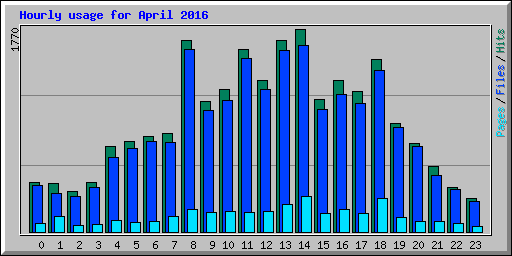 Hourly usage for April 2016
1770
Pages/Files/Hits
0 1 2 3 4 5 6 7 8 9 10 11 12 13 14 15 16 17 18 19 20 21 22 23